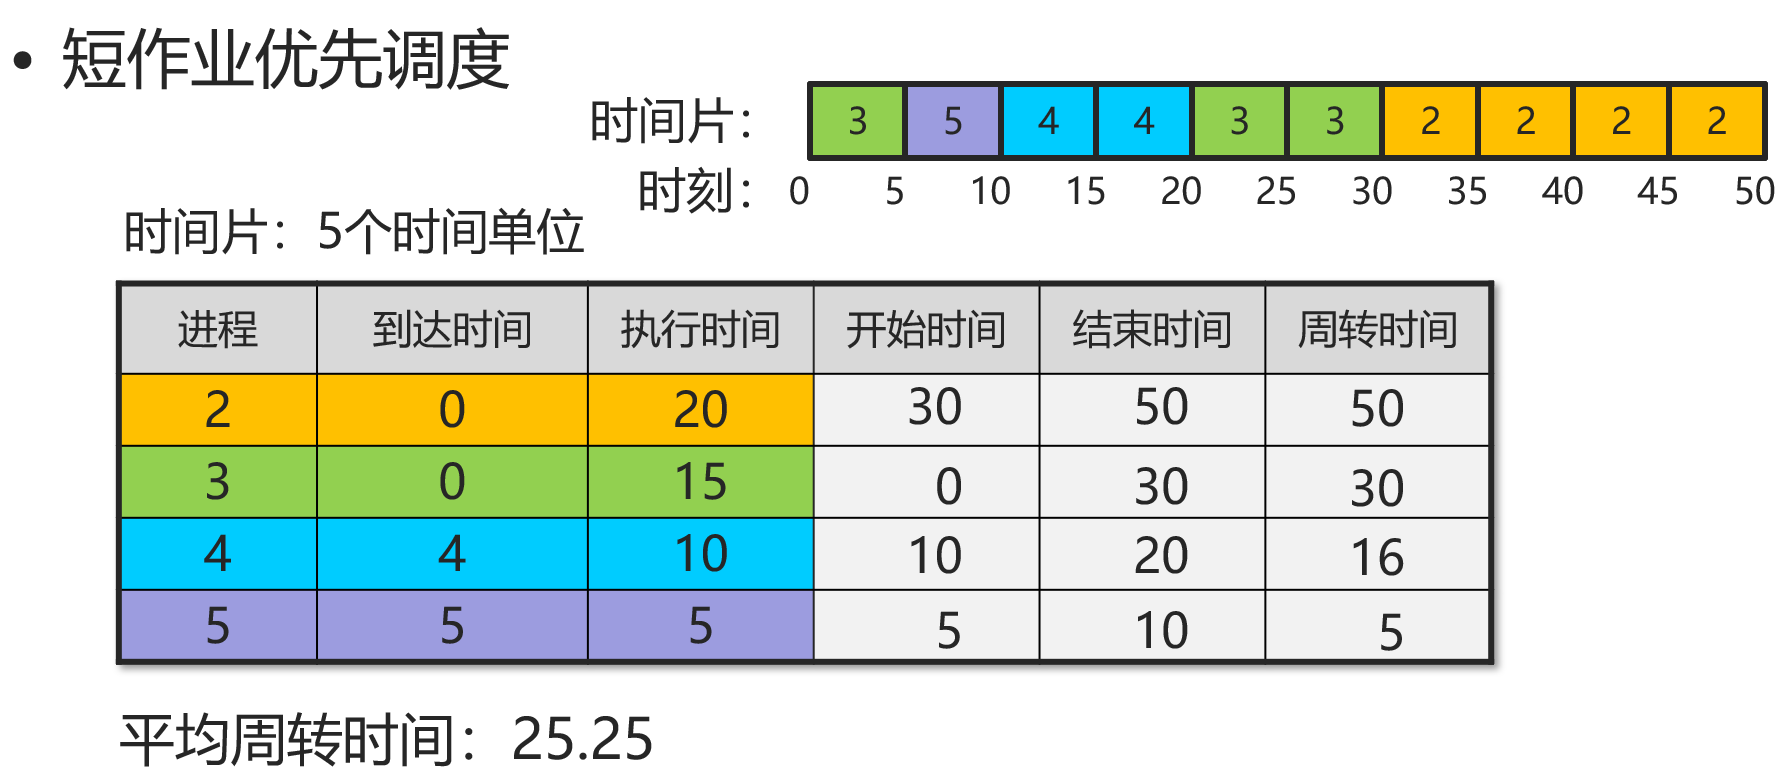 • 短作业优先调度
时间片： 3 5 4 4 3 3 2 2 2 2
时刻： 0 5 10 15 20 25 30 35 40 45 50
时间片：5个时间单位
进程 到达时间 执行时间 开始时间 结束时间 周转时间
2 0 20 30 50 50
3 0 15 0 30 30
4 4 10 10 20 16
5 5 5 5 10 5
平均周转时间：25.25